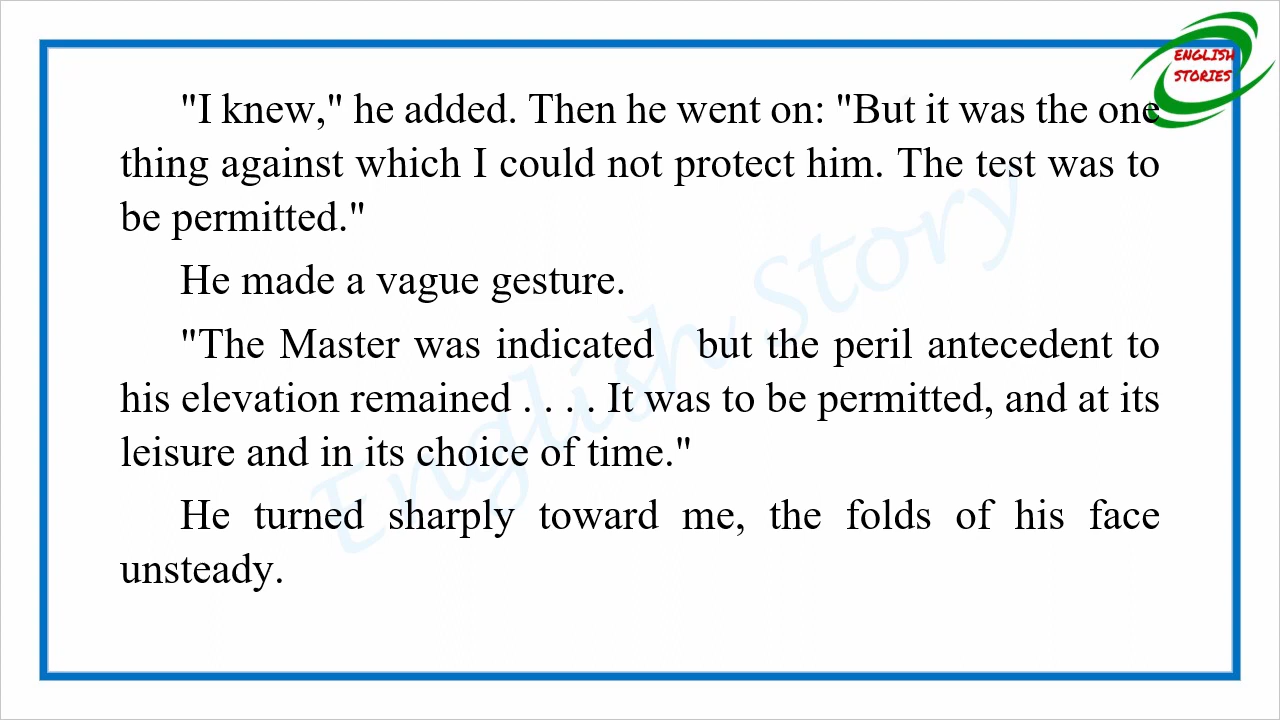 ENGLISH
STORIES
"I knew," he added. Then he went on: "But it was the one
thing against which I could not protect him. The test was to
be permitted."
He made a vague gesture.
"The Master was indicated   but the peril antecedent to
his elevation remained . . . . It was to be permitted, and at its
leisure and in its choice of time."
He turned sharply toward me, the folds of his face
unsteady.
English Story